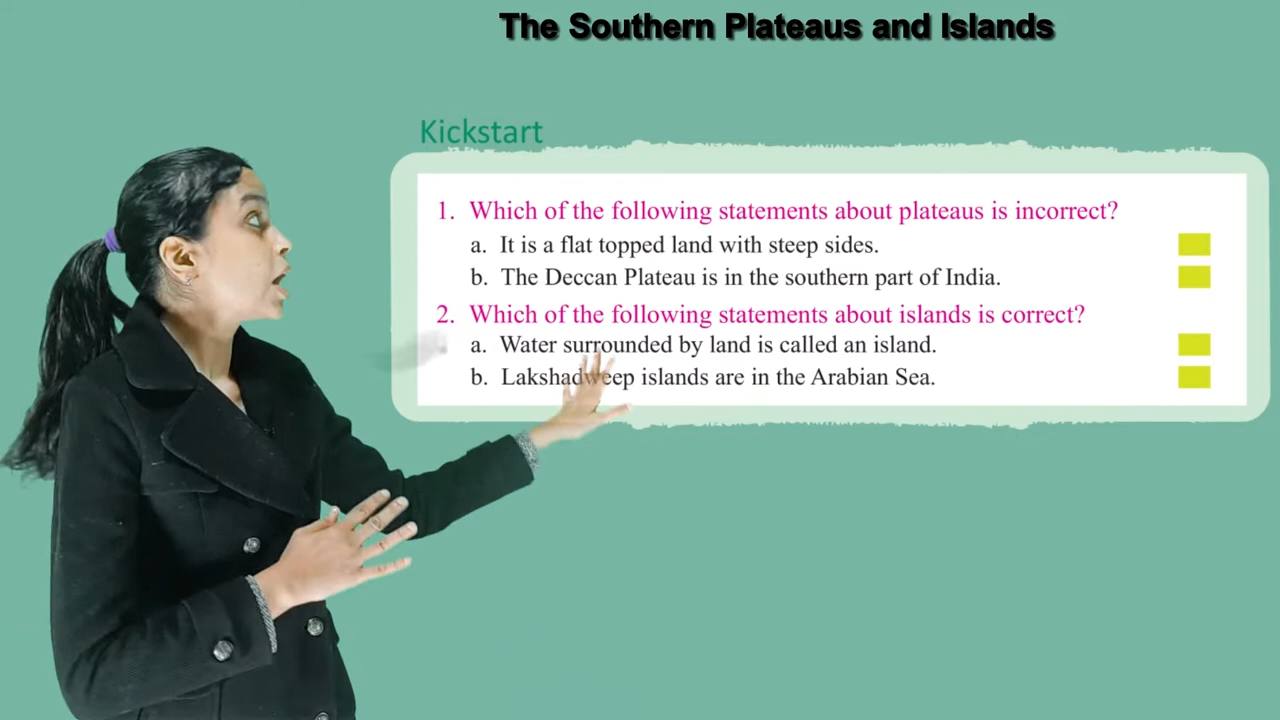 The Southern Plateaus and Islands
Kickstart
1. Which of the following statements about plateaus is incorrect?
a. It is a flat topped land with steep sides.
b. The Deccan Plateau is in the southern part of India.
2. Which of the following statements about islands is correct?
a. Water surrounded by land is called an island.
b. Lakshadweep islands are in the Arabian Sea.